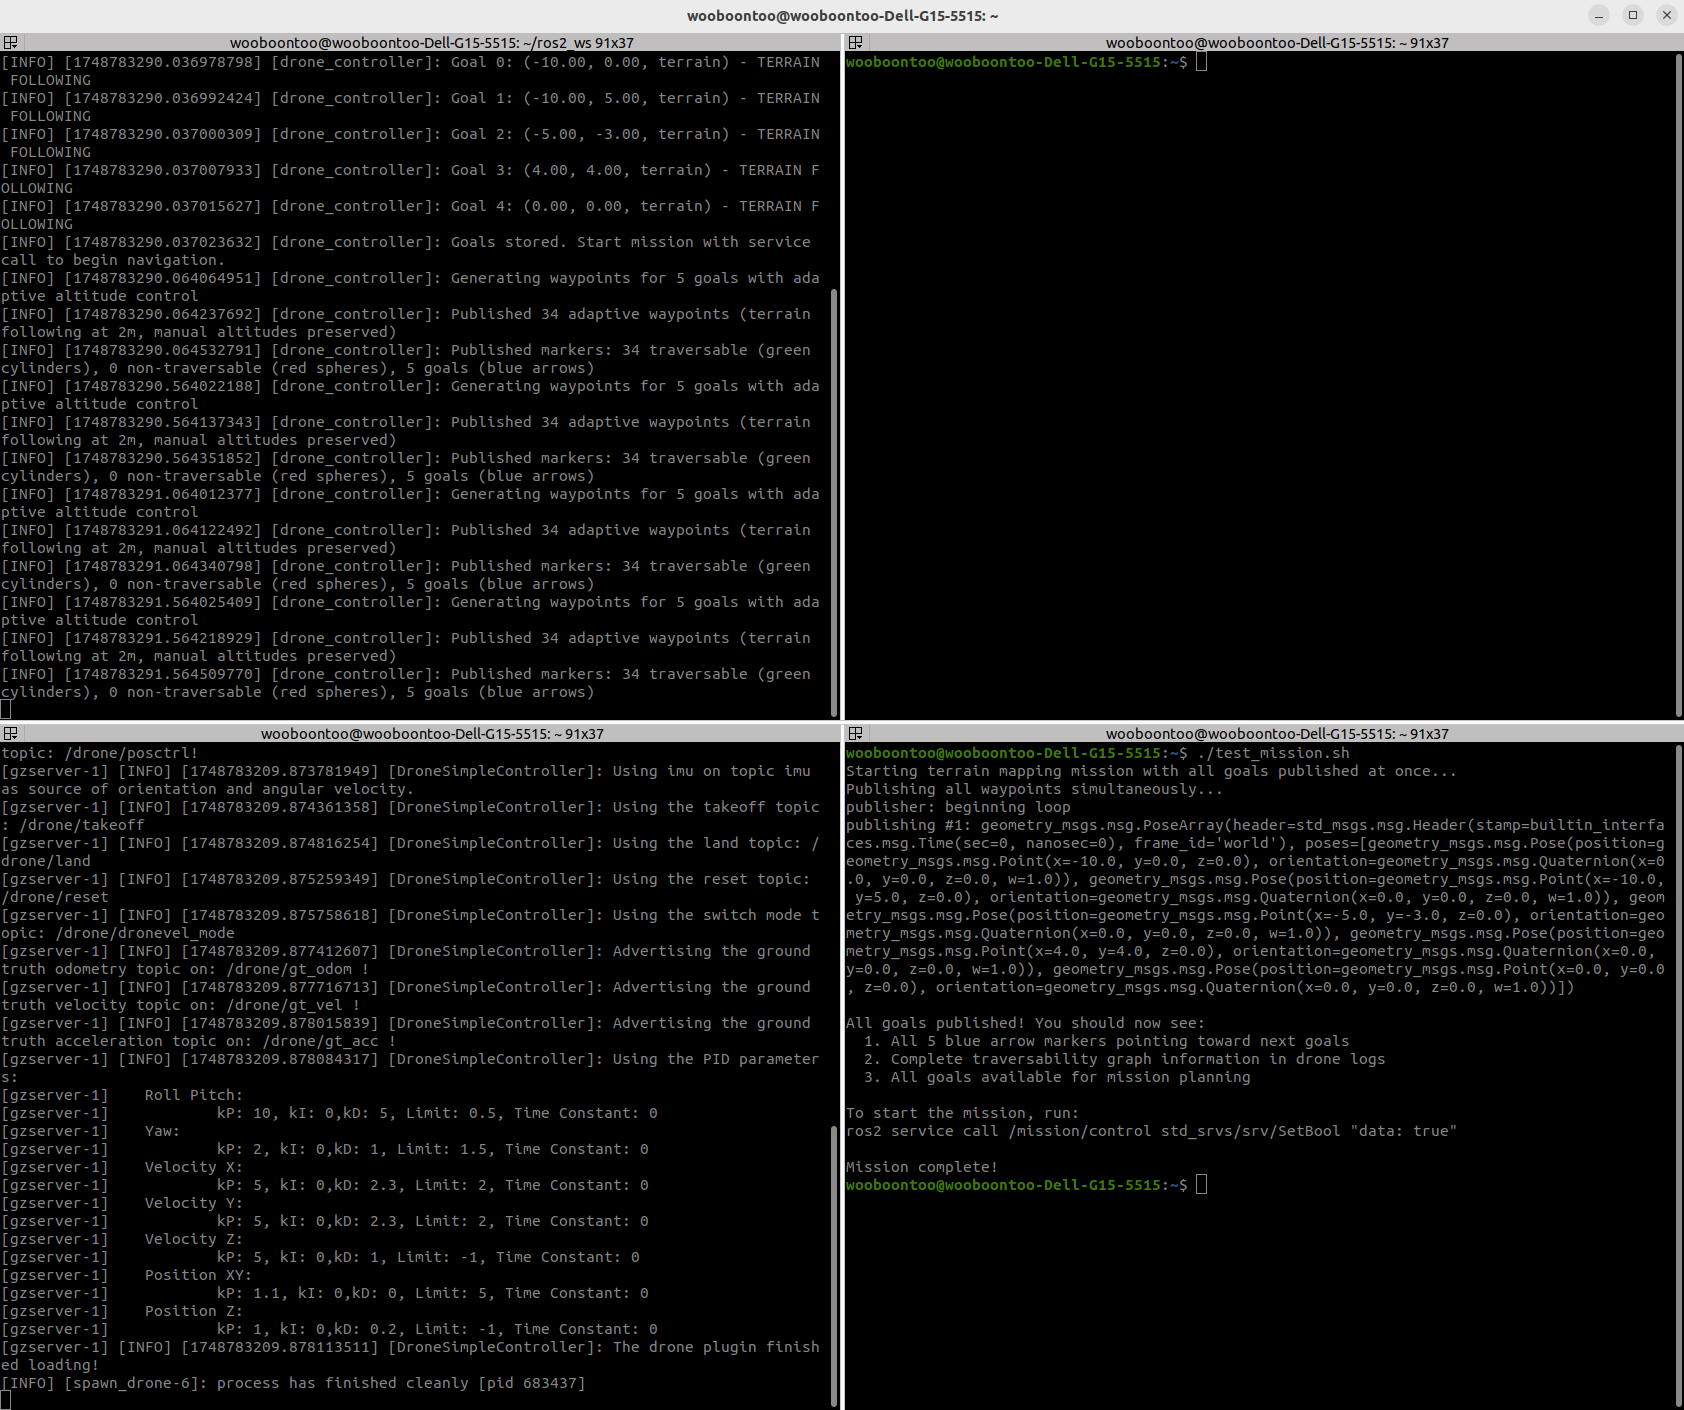 wooboontoo@wooboontoo-Dell-G15-5515: ~
wooboontoo@wooboontoo-Dell-G15-5515: ~/ros2_ws 91x37
[INFO] [1748783290.036978798] [drone_controller]: Goal 0: (-10.00, 0.00, terrain) - TERRAIN
 FOLLOWING
[INFO] [1748783290.036992424] [drone_controller]: Goal 1: (-10.00, 5.00, terrain) - TERRAIN
 FOLLOWING
[INFO] [1748783290.037000309] [drone_controller]: Goal 2: (-5.00, -3.00, terrain) - TERRAIN
 FOLLOWING
[INFO] [1748783290.037007933] [drone_controller]: Goal 3: (4.00, 4.00, terrain) - TERRAIN F
OLLOWING
[INFO] [1748783290.037015627] [drone_controller]: Goal 4: (0.00, 0.00, terrain) - TERRAIN F
OLLOWING
[INFO] [1748783290.037023632] [drone_controller]: Goals stored. Start mission with service
call to begin navigation.
[INFO] [1748783290.064064951] [drone_controller]: Generating waypoints for 5 goals with ada
ptive altitude control
[INFO] [1748783290.064237692] [drone_controller]: Published 34 adaptive waypoints (terrain
following at 2m, manual altitudes preserved)
[INFO] [1748783290.064532791] [drone_controller]: Published markers: 34 traversable (green
cylinders), 0 non-traversable (red spheres), 5 goals (blue arrows)
[INFO] [1748783290.564022188] [drone_controller]: Generating waypoints for 5 goals with ada
ptive altitude control
[INFO] [1748783290.564137343] [drone_controller]: Published 34 adaptive waypoints (terrain
following at 2m, manual altitudes preserved)
[INFO] [1748783290.564351852] [drone_controller]: Published markers: 34 traversable (green
cylinders), 0 non-traversable (red spheres), 5 goals (blue arrows)
[INFO] [1748783291.064012377] [drone_controller]: Generating waypoints for 5 goals with ada
ptive altitude control
[INFO] [1748783291.064122492] [drone_controller]: Published 34 adaptive waypoints (terrain
following at 2m, manual altitudes preserved)
[INFO] [1748783291.064340798] [drone_controller]: Published markers: 34 traversable (green
cylinders), 0 non-traversable (red spheres), 5 goals (blue arrows)
[INFO] [1748783291.564025409] [drone_controller]: Generating waypoints for 5 goals with ada
ptive altitude control
[INFO] [1748783291.564218929] [drone_controller]: Published 34 adaptive waypoints (terrain
following at 2m, manual altitudes preserved)
[INFO] [1748783291.564509770] [drone_controller]: Published markers: 34 traversable (green
cylinders), 0 non-traversable (red spheres), 5 goals (blue arrows)
wooboontoo@wooboontoo-Dell-G15-5515: ~ 91x37
wooboontoo@wooboontoo-Dell-G15-5515:~$
wooboontoo@wooboontoo-Dell-G15-5515: ~ 91x37
topic: /drone/posctrl!
[gzserver-1] [INFO] [1748783209.873781949] [DroneSimpleController]: Using imu on topic imu
as source of orientation and angular velocity.
[gzserver-1] [INFO] [1748783209.874361358] [DroneSimpleController]: Using the takeoff topic
: /drone/takeoff
[gzserver-1] [INFO] [1748783209.874816254] [DroneSimpleController]: Using the land topic: /
drone/land
[gzserver-1] [INFO] [1748783209.875259349] [DroneSimpleController]: Using the reset topic:
/drone/reset
[gzserver-1] [INFO] [1748783209.875758618] [DroneSimpleController]: Using the switch mode t
opic: /drone/dronevel_mode
[gzserver-1] [INFO] [1748783209.877412607] [DroneSimpleController]: Advertising the ground
truth odometry topic on: /drone/gt_odom !
[gzserver-1] [INFO] [1748783209.877716713] [DroneSimpleController]: Advertising the ground
truth velocity topic on: /drone/gt_vel !
[gzserver-1] [INFO] [1748783209.878015839] [DroneSimpleController]: Advertising the ground
truth acceleration topic on: /drone/gt_acc !
[gzserver-1] [INFO] [1748783209.878084317] [DroneSimpleController]: Using the PID parameter
s:
[gzserver-1]    Roll Pitch:
[gzserver-1]            kP: 10, kI: 0,kD: 5, Limit: 0.5, Time Constant: 0
[gzserver-1]    Yaw:
[gzserver-1]            kP: 2, kI: 0,kD: 1, Limit: 1.5, Time Constant: 0
[gzserver-1]    Velocity X:
[gzserver-1]            kP: 5, kI: 0,kD: 2.3, Limit: 2, Time Constant: 0
[gzserver-1]    Velocity Y:
[gzserver-1]            kP: 5, kI: 0,kD: 2.3, Limit: 2, Time Constant: 0
[gzserver-1]    Velocity Z:
[gzserver-1]            kP: 5, kI: 0,kD: 1, Limit: -1, Time Constant: 0
[gzserver-1]    Position XY:
[gzserver-1]            kP: 1.1, kI: 0,kD: 0, Limit: 5, Time Constant: 0
[gzserver-1]    Position Z:
[gzserver-1]            kP: 1, kI: 0,kD: 0.2, Limit: -1, Time Constant: 0
[gzserver-1] [INFO] [1748783209.878113511] [DroneSimpleController]: The drone plugin finish
ed loading!
[INFO] [spawn_drone-6]: process has finished cleanly [pid 683437]
wooboontoo@wooboontoo-Dell-G15-5515: ~ 91x37
wooboontoo@wooboontoo-Dell-G15-5515:~$ ./test_mission.sh
Starting terrain mapping mission with all goals published at once...
Publishing all waypoints simultaneously...
publisher: beginning loop
publishing #1: geometry_msgs.msg.PoseArray(header=std_msgs.msg.Header(stamp=builtin_interfa
ces.msg.Time(sec=0, nanosec=0), frame_id='world'), poses=[geometry_msgs.msg.Pose(position=g
eometry_msgs.msg.Point(x=-10.0, y=0.0, z=0.0), orientation=geometry_msgs.msg.Quaternion(x=0
.0, y=0.0, z=0.0, w=1.0)), geometry_msgs.msg.Pose(position=geometry_msgs.msg.Point(x=-10.0,
 y=5.0, z=0.0), orientation=geometry_msgs.msg.Quaternion(x=0.0, y=0.0, z=0.0, w=1.0)), geom
etry_msgs.msg.Pose(position=geometry_msgs.msg.Point(x=-5.0, y=-3.0, z=0.0), orientation=geo
metry_msgs.msg.Quaternion(x=0.0, y=0.0, z=0.0, w=1.0)), geometry_msgs.msg.Pose(position=geo
metry_msgs.msg.Point(x=4.0, y=4.0, z=0.0), orientation=geometry_msgs.msg.Quaternion(x=0.0,
y=0.0, z=0.0, w=1.0)), geometry_msgs.msg.Pose(position=geometry_msgs.msg.Point(x=0.0, y=0.0
, z=0.0), orientation=geometry_msgs.msg.Quaternion(x=0.0, y=0.0, z=0.0, w=1.0))])
All goals published! You should now see:
  1. All 5 blue arrow markers pointing toward next goals
  2. Complete traversability graph information in drone logs
  3. All goals available for mission planning
To start the mission, run:
ros2 service call /mission/control std_srvs/srv/SetBool "data: true"
Mission complete!
wooboontoo@wooboontoo-Dell-G15-5515:~$